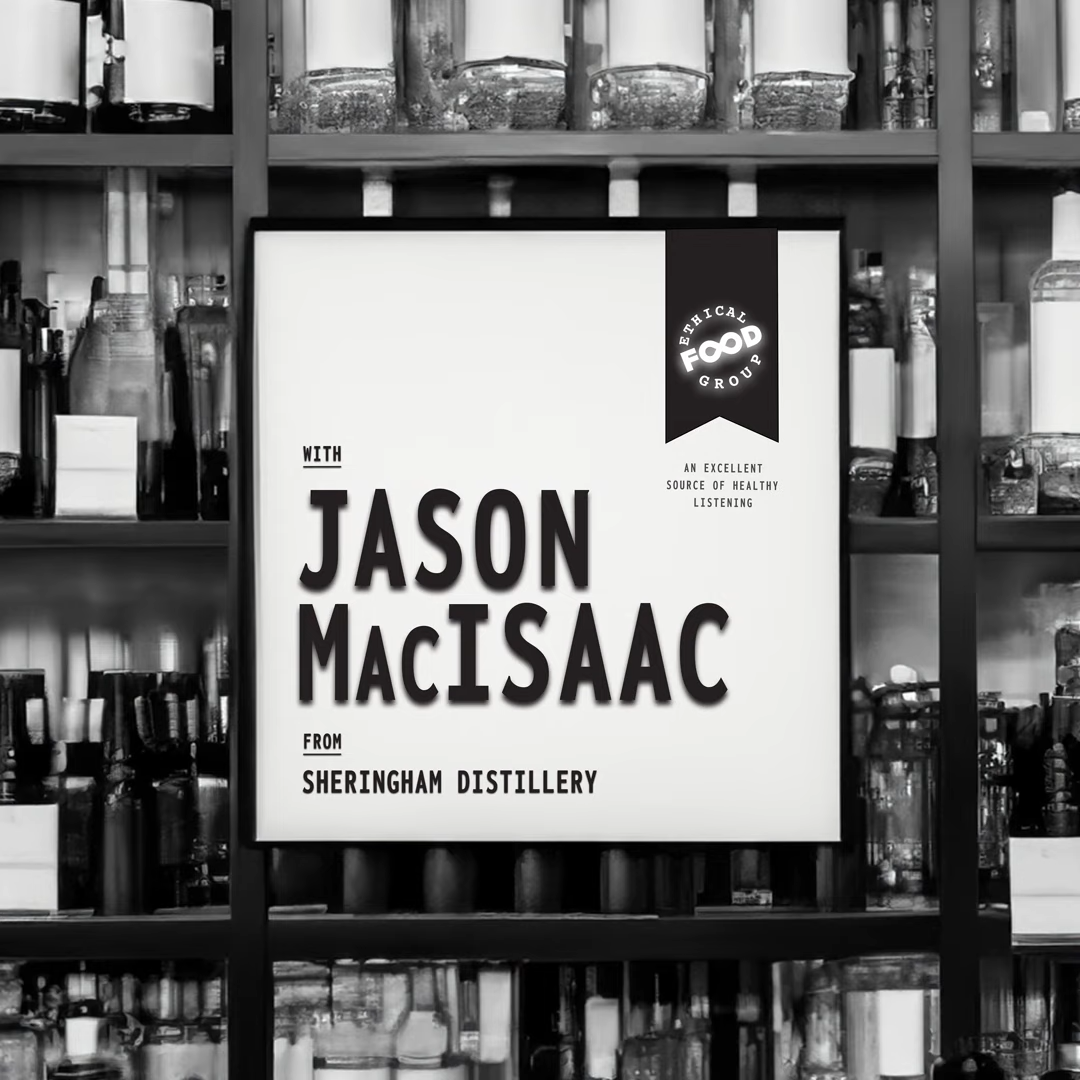 ETHICAL
FOOD
GROUP
AN EXCELLENT
SOURCE OF HEALTHY
LISTENING
WITH
JASON
MACISAAC
FROM
SHERINGHAM DISTILLERY